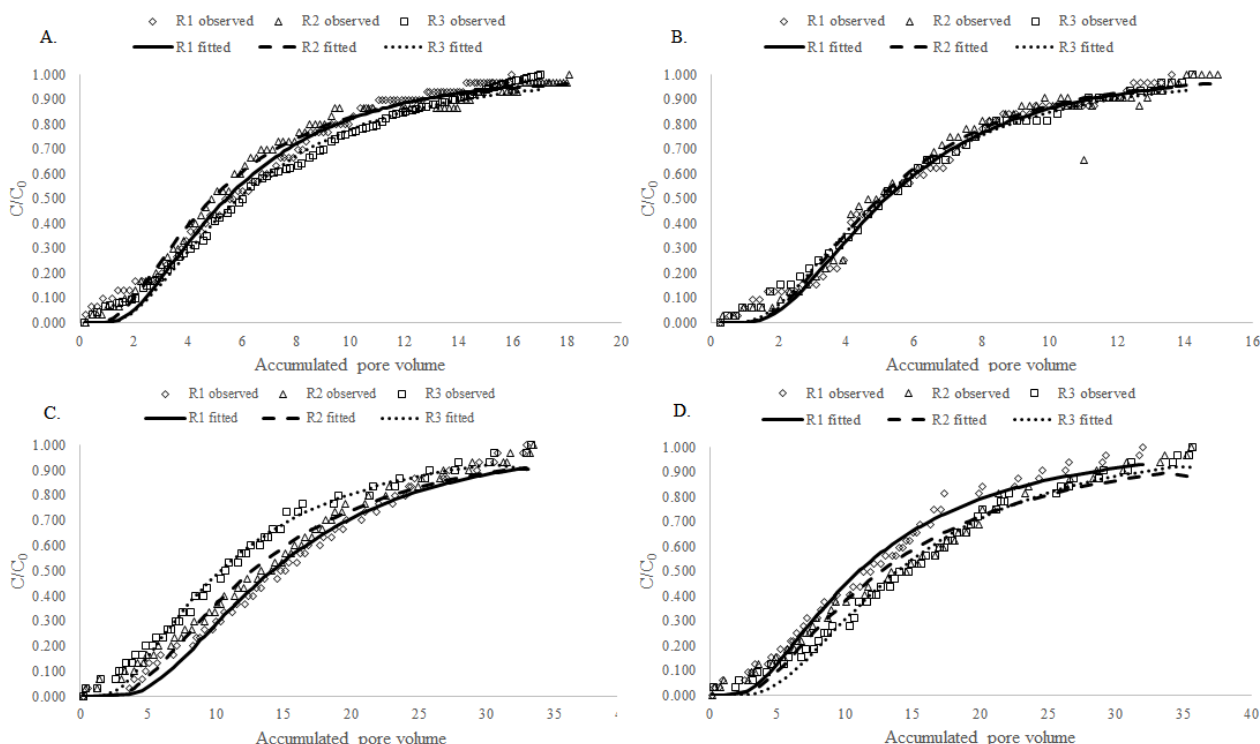 A.
R1 observed R2 observed R3 observed
R1 fitted R2 fitted R3 fitted
C/C0
1.000
0.900
0.800
0.700
0.600
0.500
0.400
0.300
0.200
0.100
0.000
0 2 4 6 8 10 12 14 16 18 20
Accumulated pore volume
B.
R1 observed R2 observed R3 observed
R1 fitted R2 fitted R3 fitted
C/C0
1.000
0.900
0.800
0.700
0.600
0.500
0.400
0.300
0.200
0.100
0.000
0 2 4 6 8 10 12 14 16
Accumulated pore volume
C.
R1 observed R2 observed R3 observed
R1 fitted R2 fitted R3 fitted
C/C0
1.000
0.900
0.800
0.700
0.600
0.500
0.400
0.300
0.200
0.100
0.000
0 5 10 15 20 25 30 35
Accumulated pore volume
D.
R1 observed R2 observed R3 observed
R1 fitted R2 fitted R3 fitted
C/C0
1.000
0.900
0.800
0.700
0.600
0.500
0.400
0.300
0.200
0.100
0.000
0 5 10 15 20 25 30 35 40
Accumulated pore volume